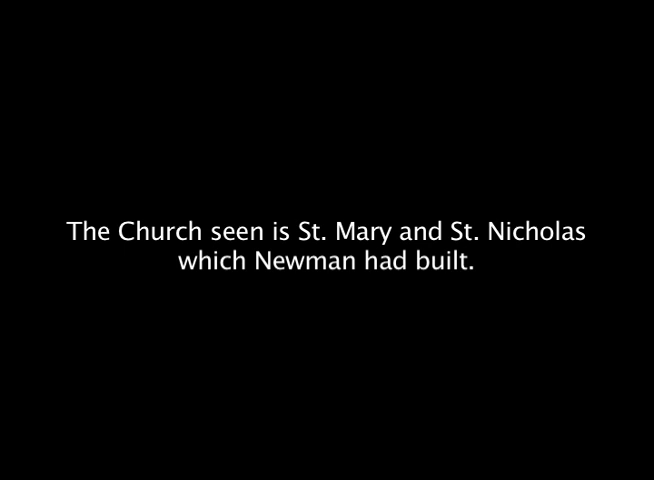 The Church seen is St. Mary and St. Nicholas
which Newman had built.